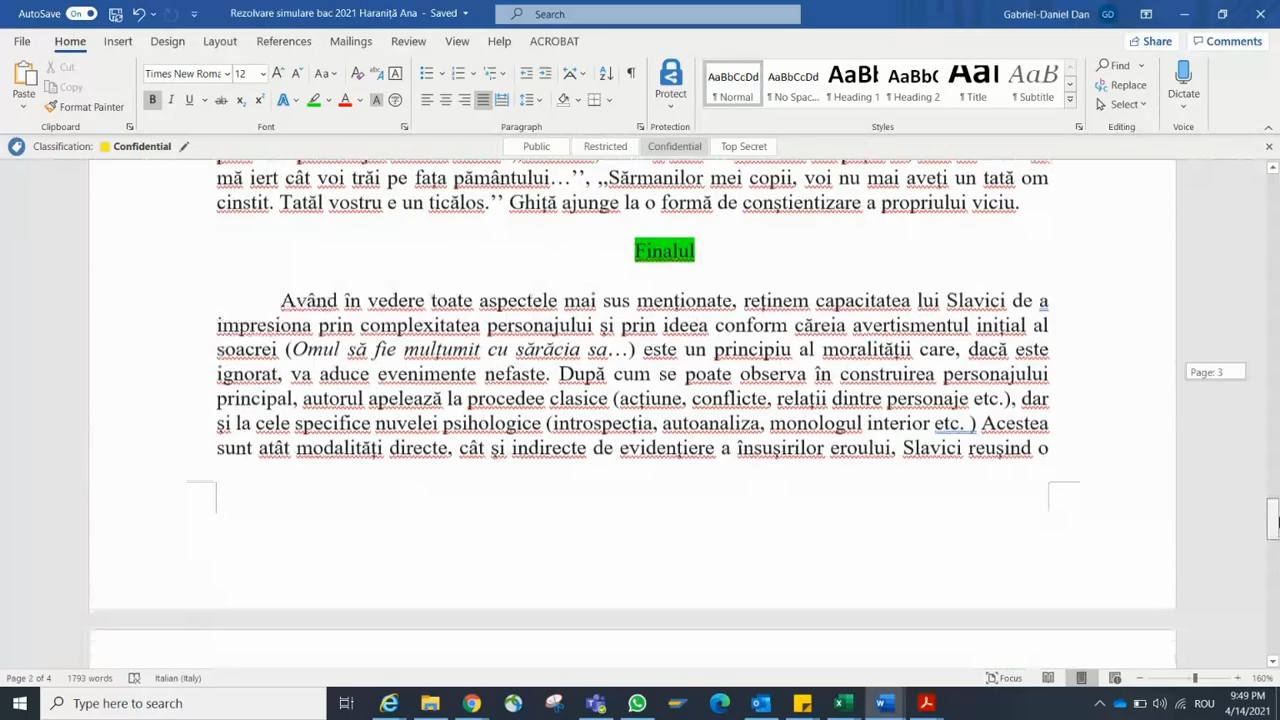 AutoSave On Rezolvare simulare bac 2021 Haraniță Ana - Saved Search Gabriel-Daniel Dan GD
File Home Insert Design Layout References Mailings Review View Help ACROBAT Share Comments
Paste Cut Copy Format Painter
Times New Roma 12
Protect
AaBbCcDd AaBbCcDd AaBb( AaBbC AaB AaB
¶ Normal ¶ No Spac... ¶ Heading 1 ¶ Heading 2 ¶ Title ¶ Subtitle
Find Replace Select
Dictate
Clipboard Font Paragraph Protection Styles Editing Voice
Classification: Confidential Public Restricted Confidential Top Secret
mă iert cât voi trăi pe fața pământului…’’, ,,Sărmanilor mei copii, voi nu mai aveți un tată om
cinstit. Tatăl vostru e un ticălos.’’ Ghiță ajunge la o formă de conștientizare a propriului viciu.
Finalul
Având în vedere toate aspectele mai sus menționate, reținem capacitatea lui Slavici de a
impresiona prin complexitatea personajului și prin ideea conform căreia avertismentul inițial al
soacrei (Omul să fie mulțumit cu sărăcia sa…) este un principiu al moralității care, dacă este
ignorat, va aduce evenimente nefaste. După cum se poate observa în construirea personajului
principal, autorul apelează la procedee clasice (acțiune, conflicte, relații dintre personaje etc.), dar
și la cele specifice nuvelei psihologice (introspecția, autoanaliza, monologul interior etc. ) Acestea
sunt atât modalități directe, cât și indirecte de evidențiere a însușirilor eroului, Slavici reușind o
Page: 3
Page 2 of 4 1793 words Italian (Italy) Focus 160%
Type here to search ROU 9:49 PM
4/14/2021